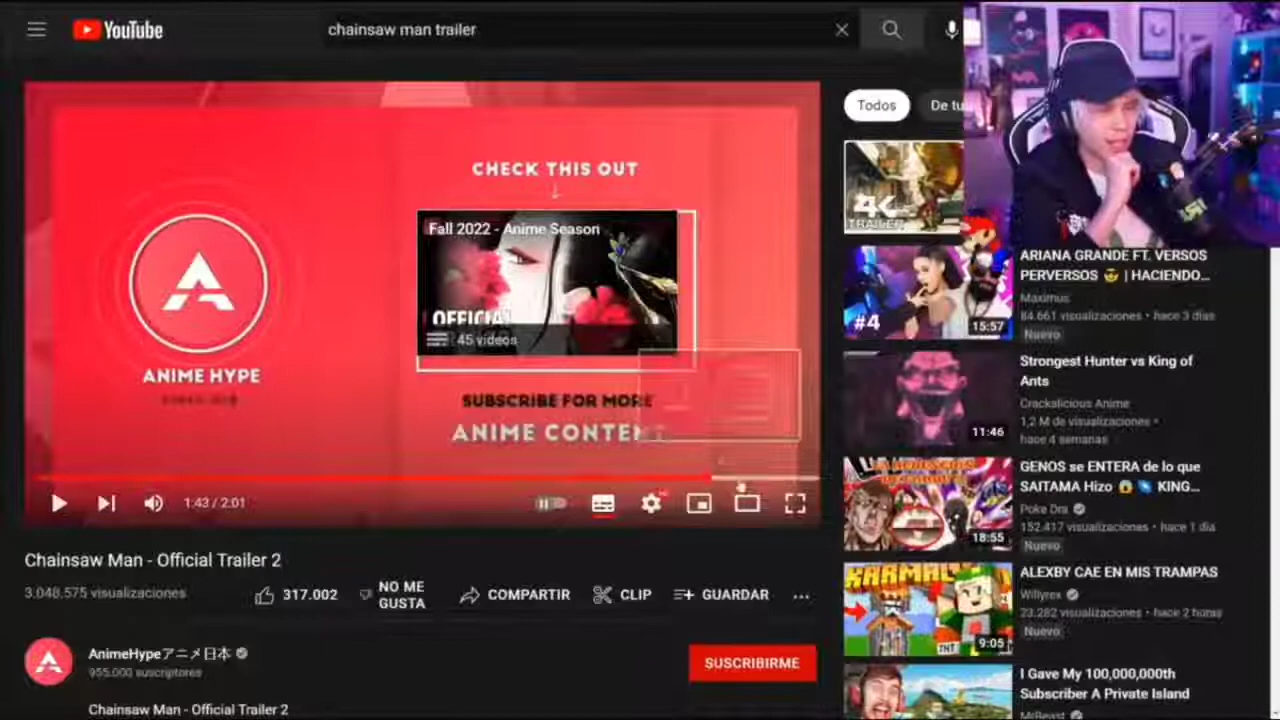 YouTube
chainsaw man trailer
CHECK THIS OUT
Fall 2022 - Anime Season
OFFICIAL
45 videos
ANIME HYPE
SUBSCRIBE FOR MORE
ANIME CONTENT
1:43 / 2:01
Chainsaw Man - Official Trailer 2
3.048.575 visualizaciones
317.002
NO ME
GUSTA
COMPARTIR
CLIP
GUARDAR
AnimeHypeアニメ日本
955.000 suscriptores
SUSCRIBIRME
Chainsaw Man - Official Trailer 2
Todos
De tu
4K
TRAILER
#4
15:57
ARIANA GRANDE FT. VERSOS
PERVERSOS 😎 | HACIENDO...
Maximus
84.661 visualizaciones • hace 3 días
Nuevo
11:46
Strongest Hunter vs King of
Ants
Crackalicious Anime
1,2 M de visualizaciones •
hace 4 semanas
18:55
GENOS se ENTERA de lo que
SAITAMA Hizo 😱 KING...
Poke Dra
152.417 visualizaciones • hace 1 día
Nuevo
KARMA
TNT
9:05
ALEXBY CAE EN MIS TRAMPAS
Willyrex
23.282 visualizaciones • hace 2 horas
Nuevo
I Gave My 100,000,000th
Subscriber A Private Island
MrBeast